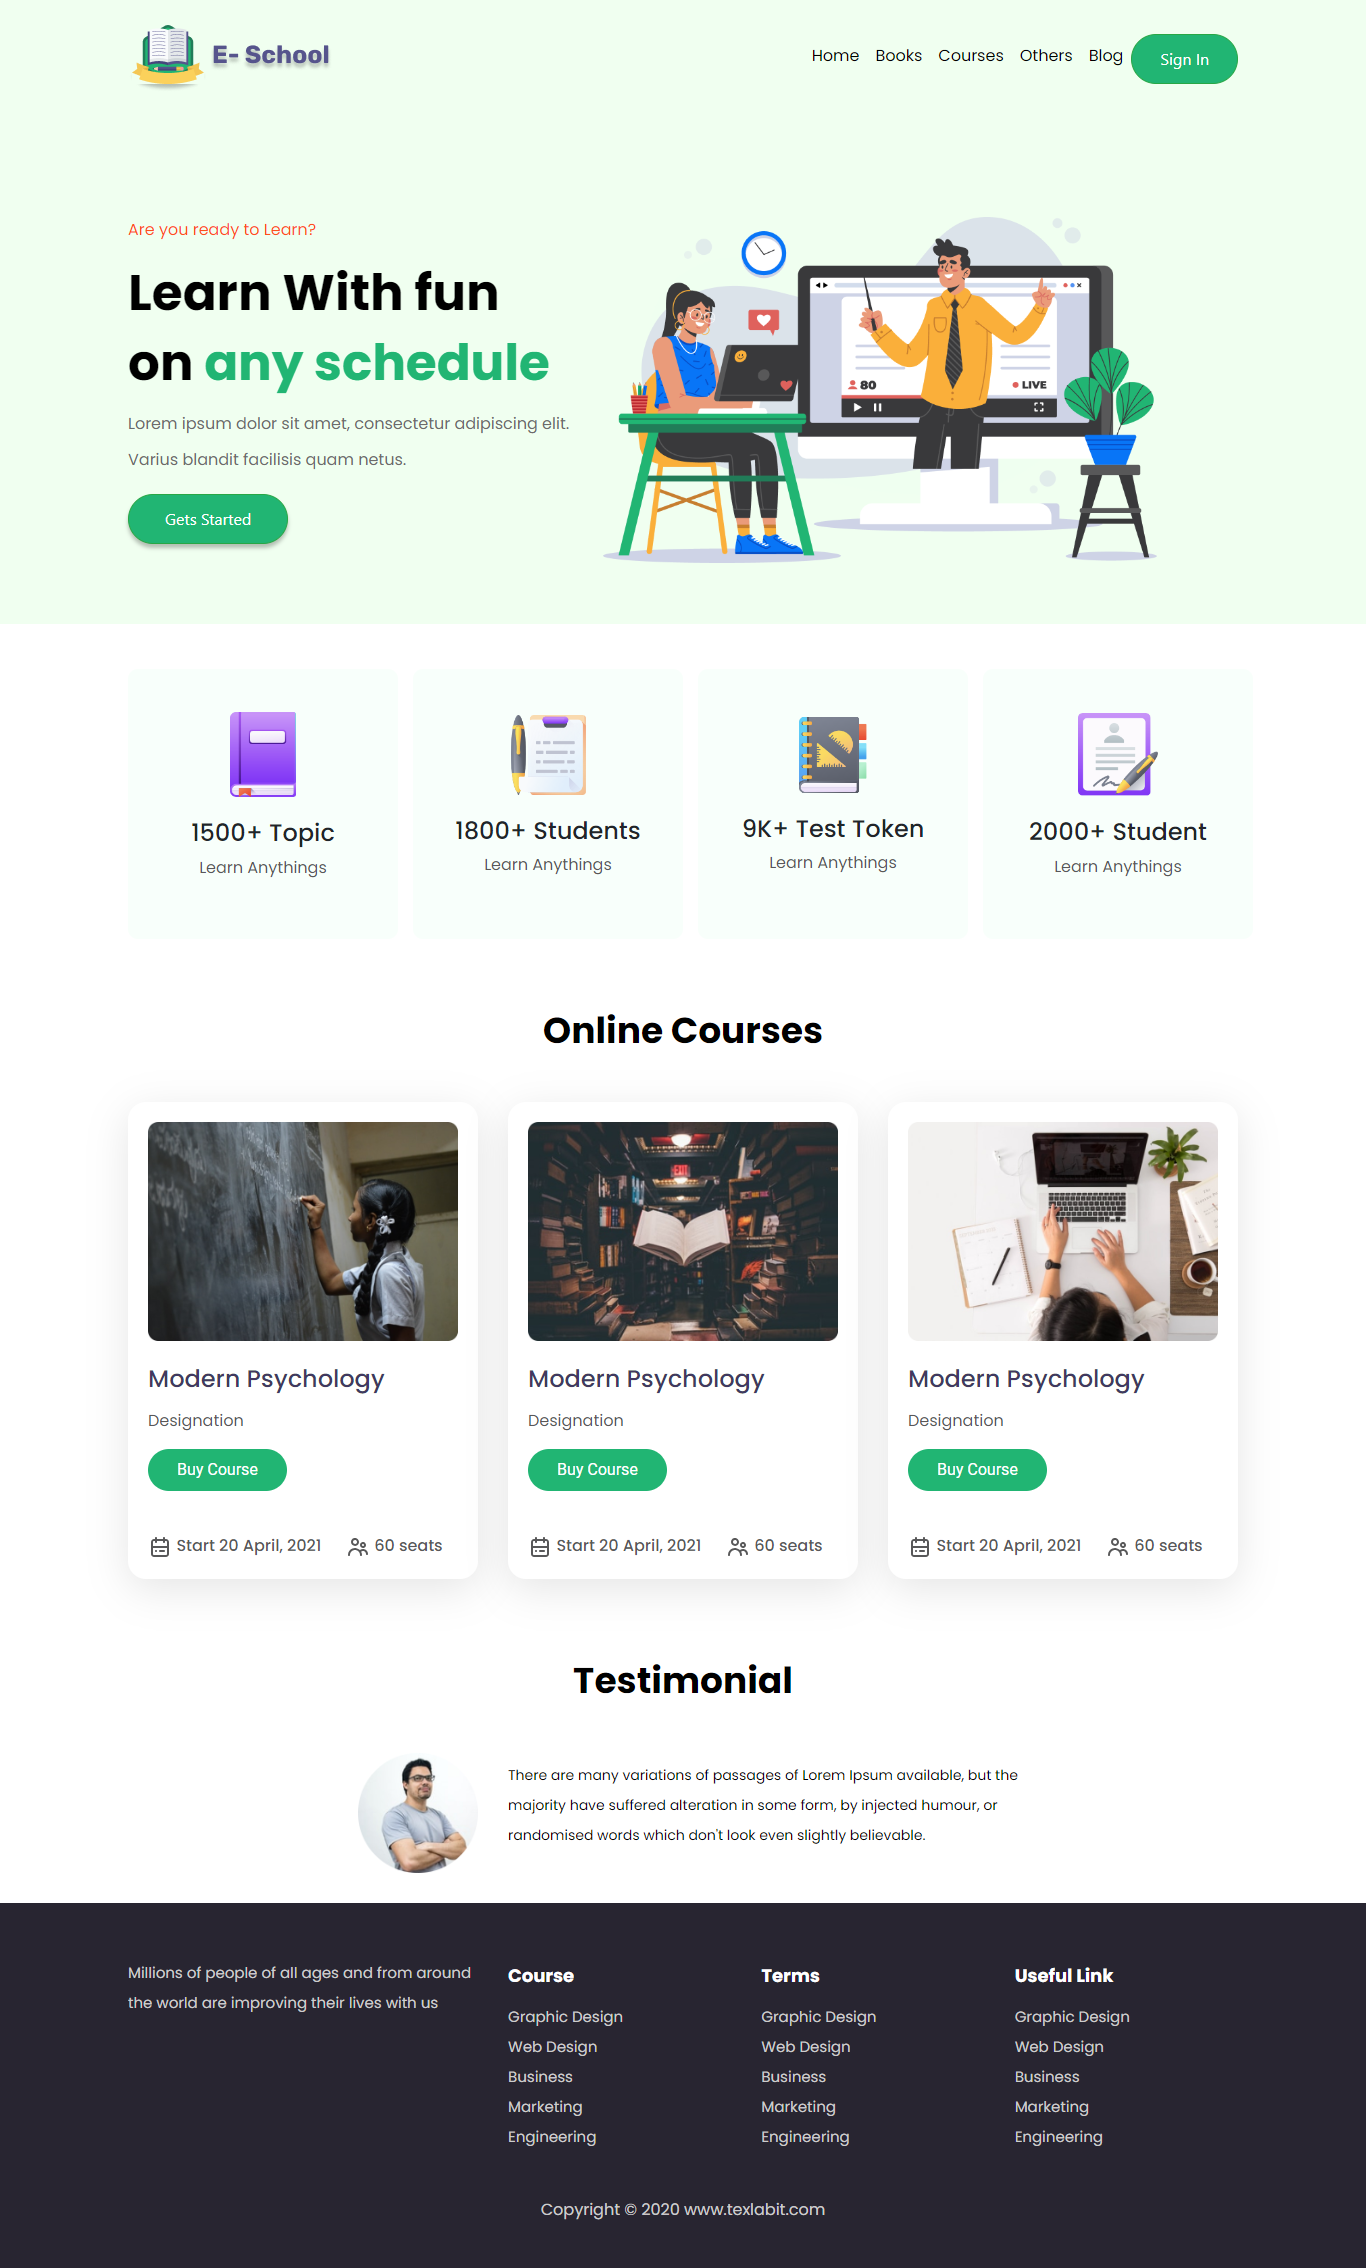 E- School
Home Books Courses Others Blog Sign In
Are you ready to Learn?
Learn With fun
on any schedule
Lorem ipsum dolor sit amet, consectetur adipiscing elit.
Varius blandit facilisis quam netus.
Gets Started
80
LIVE
1500+ Topic
Learn Anythings
1800+ Students
Learn Anythings
9K+ Test Token
Learn Anythings
2000+ Student
Learn Anythings
Online Courses
EXIT
Modern Psychology
Designation
Buy Course
Start 20 April, 2021 60 seats
Modern Psychology
Designation
Buy Course
Start 20 April, 2021 60 seats
Modern Psychology
Designation
Buy Course
Start 20 April, 2021 60 seats
Testimonial
There are many variations of passages of Lorem Ipsum available, but the
majority have suffered alteration in some form, by injected humour, or
randomised words which don't look even slightly believable.
Millions of people of all ages and from around
the world are improving their lives with us
Course
Graphic Design
Web Design
Business
Marketing
Engineering
Terms
Graphic Design
Web Design
Business
Marketing
Engineering
Useful Link
Graphic Design
Web Design
Business
Marketing
Engineering
Copyright © 2020 www.texlabit.com